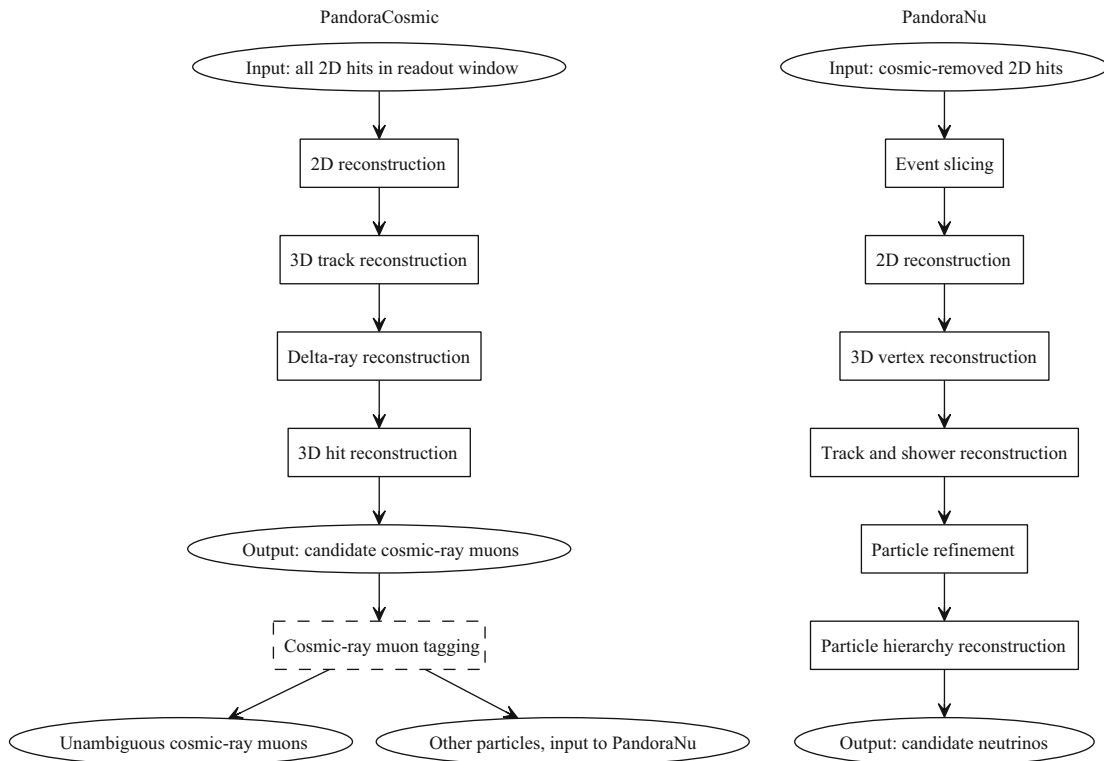 PandoraCosmic
Input: all 2D hits in readout window
2D reconstruction
3D track reconstruction
Delta-ray reconstruction
3D hit reconstruction
Output: candidate cosmic-ray muons
Cosmic-ray muon tagging
Unambiguous cosmic-ray muons
Other particles, input to PandoraNu
PandoraNu
Input: cosmic-removed 2D hits
Event slicing
2D reconstruction
3D vertex reconstruction
Track and shower reconstruction
Particle refinement
Particle hierarchy reconstruction
Output: candidate neutrinos